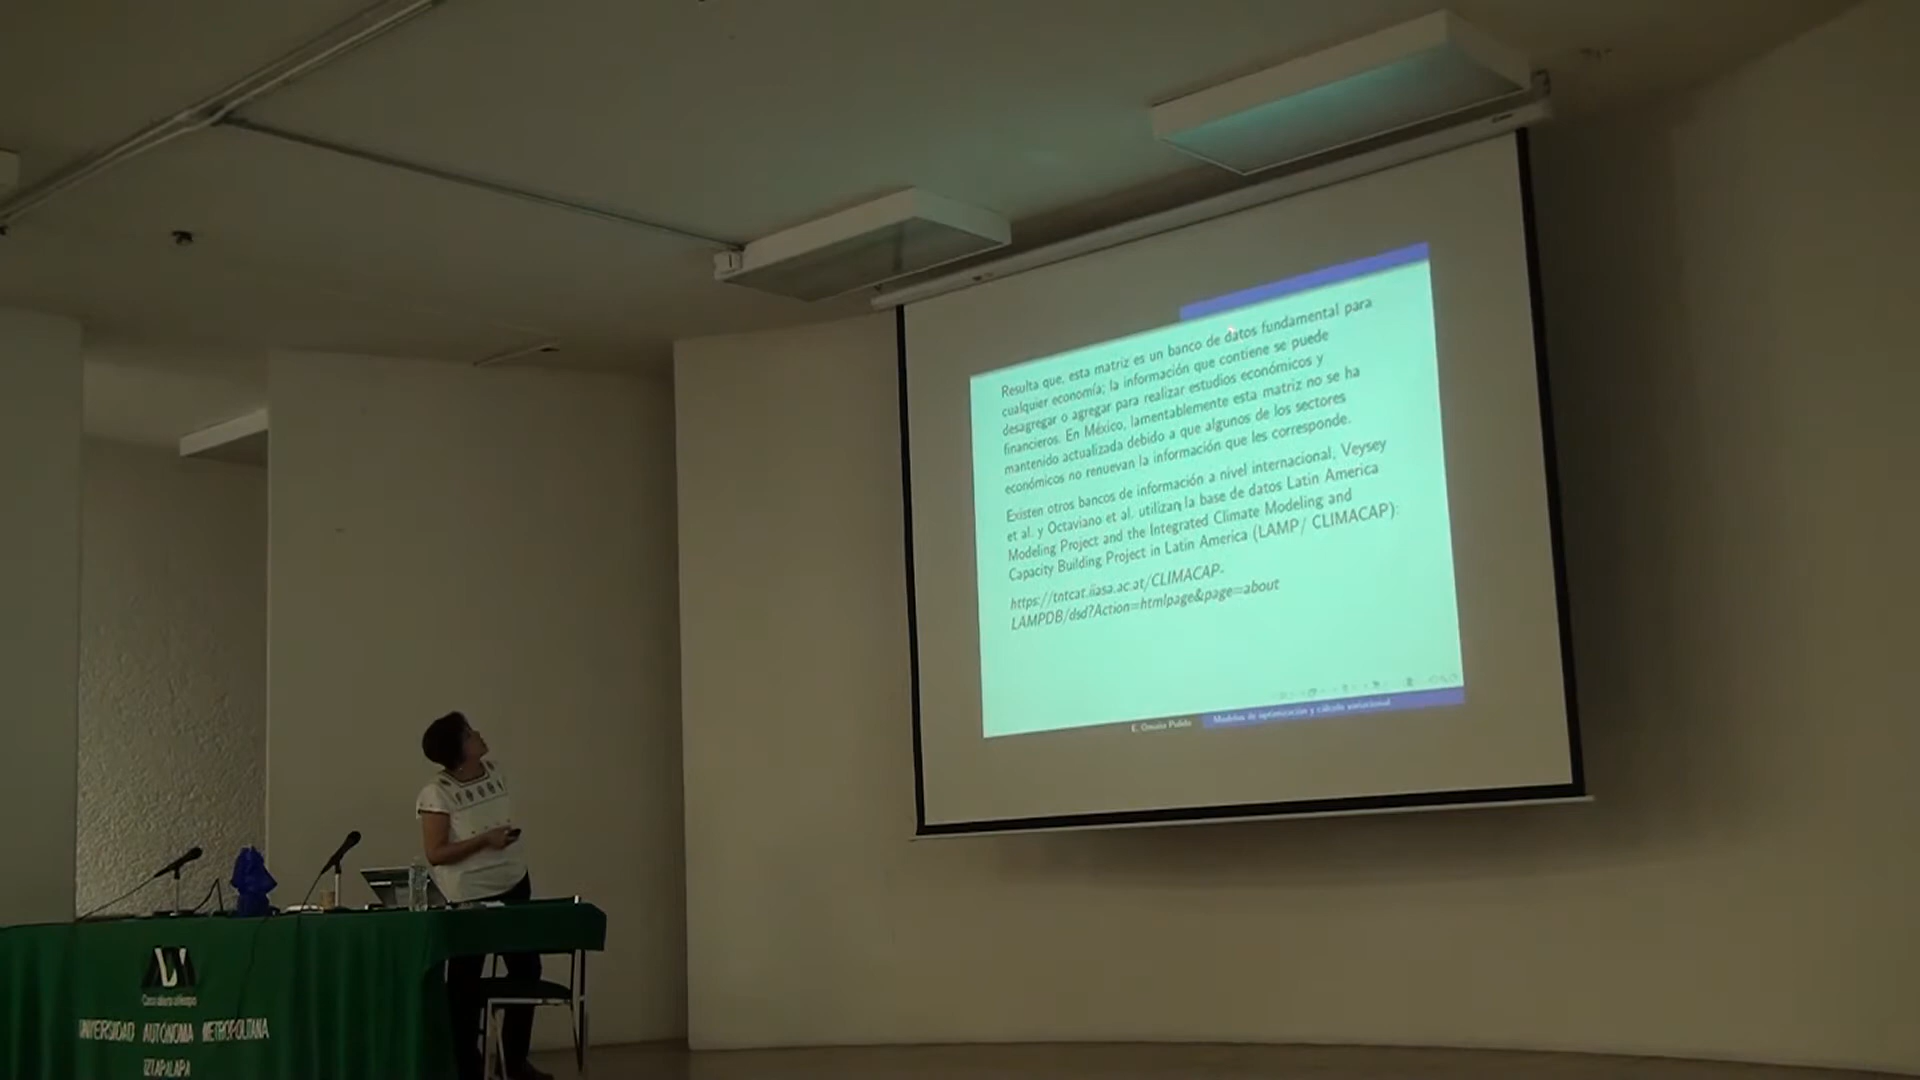 Resulta que, esta matriz es un banco de datos fundamental para
cualquier economía; la información que contiene se puede
desagregar o agregar para realizar estudios económicos y
financieros. En México, lamentablemente esta matriz no se ha
mantenido actualizada debido a que algunos de los sectores
económicos no renuevan la información que les corresponde.
Existen otros bancos de información a nivel internacional, Veysey
et al. y Octaviano et al. utilizan la base de datos Latin America
Modeling Project and the Integrated Climate Modeling and
Capacity Building Project in Latin America (LAMP/ CLIMACAP):
https://tntcat.iiasa.ac.at/CLIMACAP-
LAMPDB/dsd?Action=htmlpage&page=about
E. Omaña Pulido
Modelos de optimización y cálculo variacional
Casa abierta al tiempo
UNIVERSIDAD AUTÓNOMA METROPOLITANA
IZTAPALAPA